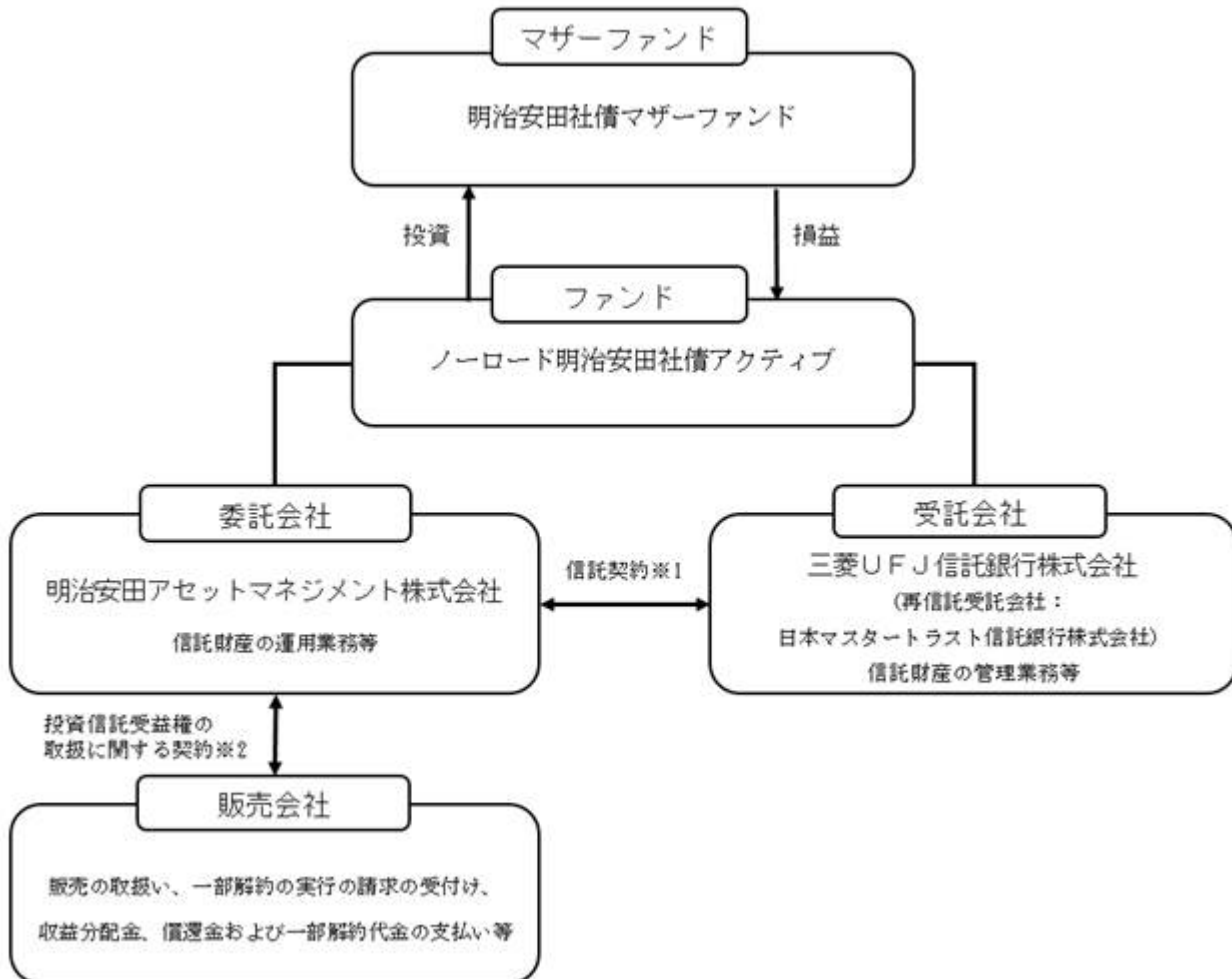 マザーファンド
明治安田社債マザーファンド
投資
損益
ファンド
ノーロード明治安田社債アクティブ
委託会社
明治安田アセットマネジメント株式会社
信託財産の運用業務等
信託契約※1
受託会社
三菱UFJ信託銀行株式会社
(再信託受託会社:
日本マスタートラスト信託銀行株式会社)
信託財産の管理業務等
投資信託受益権の
取扱に関する契約※2
販売会社
販売の取扱い、一部解約の実行の請求の受付け、
収益分配金、償還金および一部解約代金の支払い等